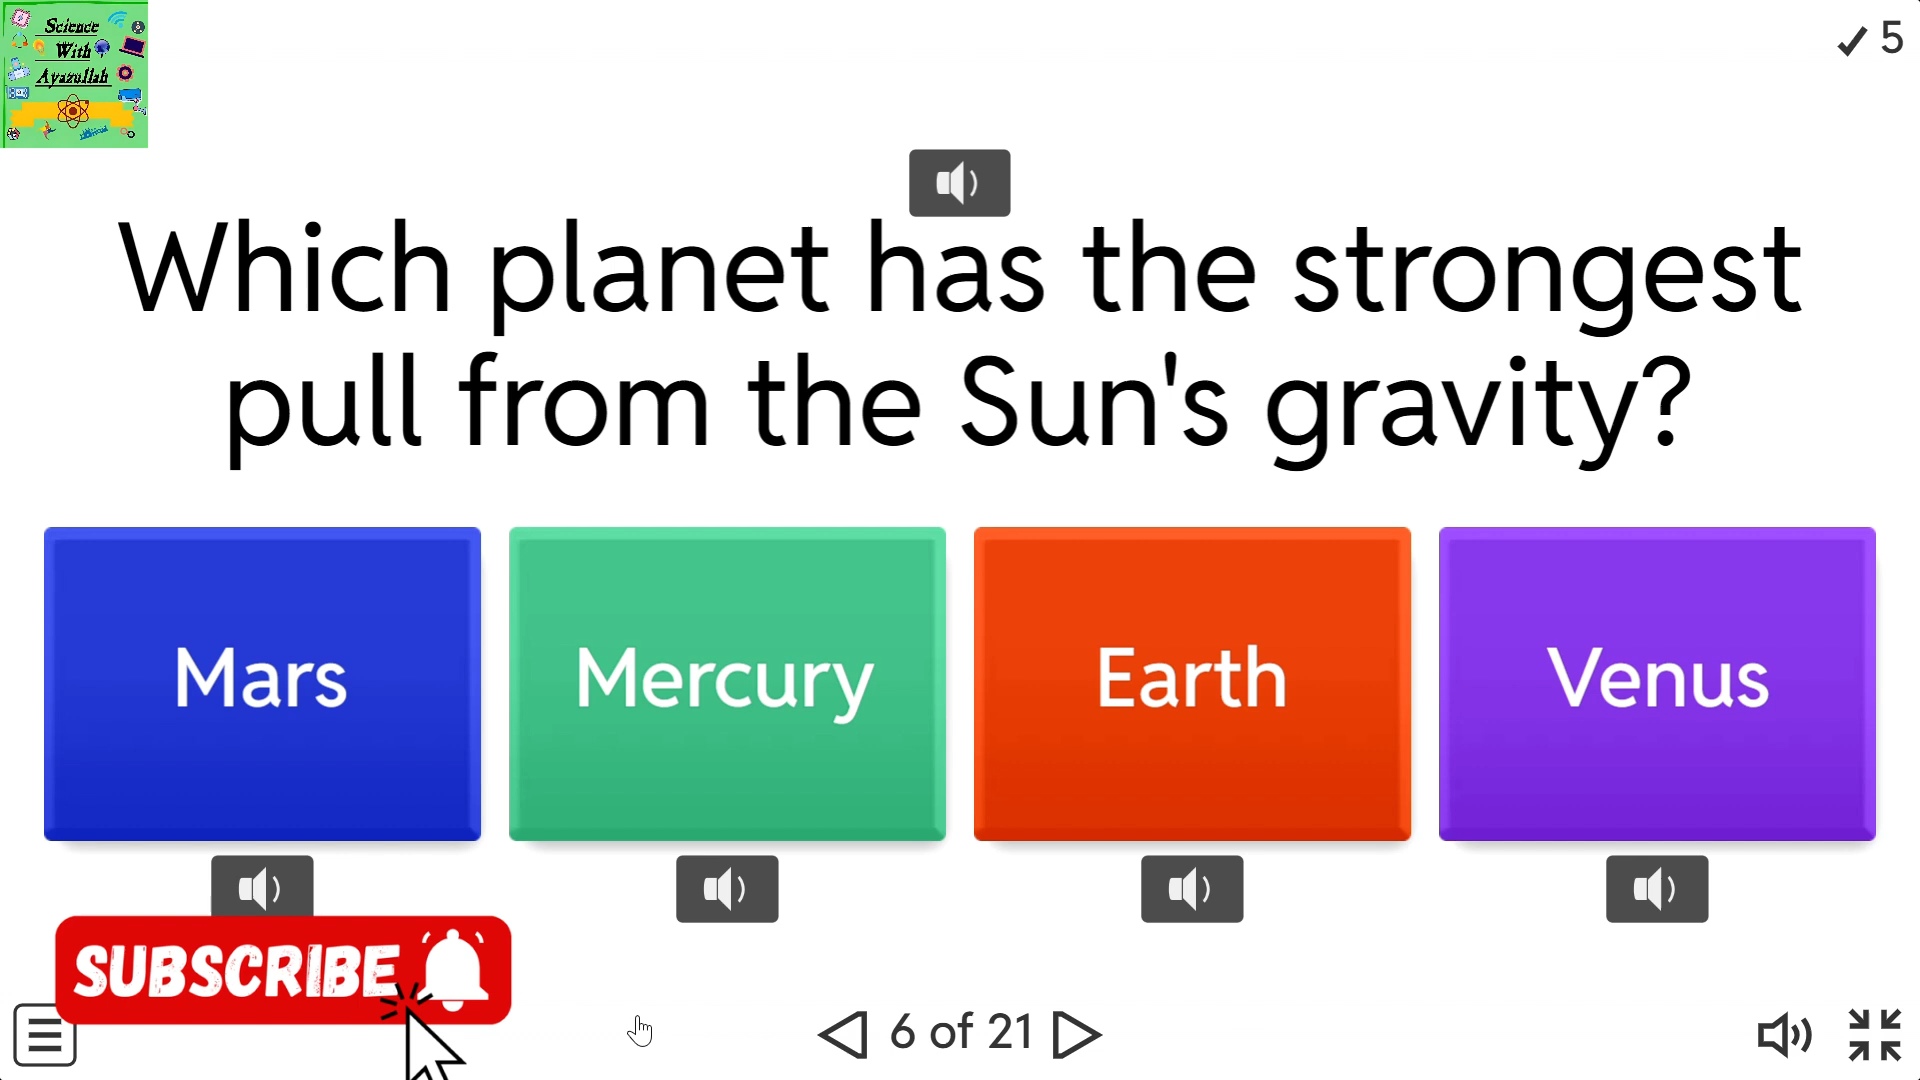 Science
With
Ayazullah
5
Which planet has the strongest
pull from the Sun's gravity?
Mars
Mercury
Earth
Venus
SUBSCRIBE
6 of 21